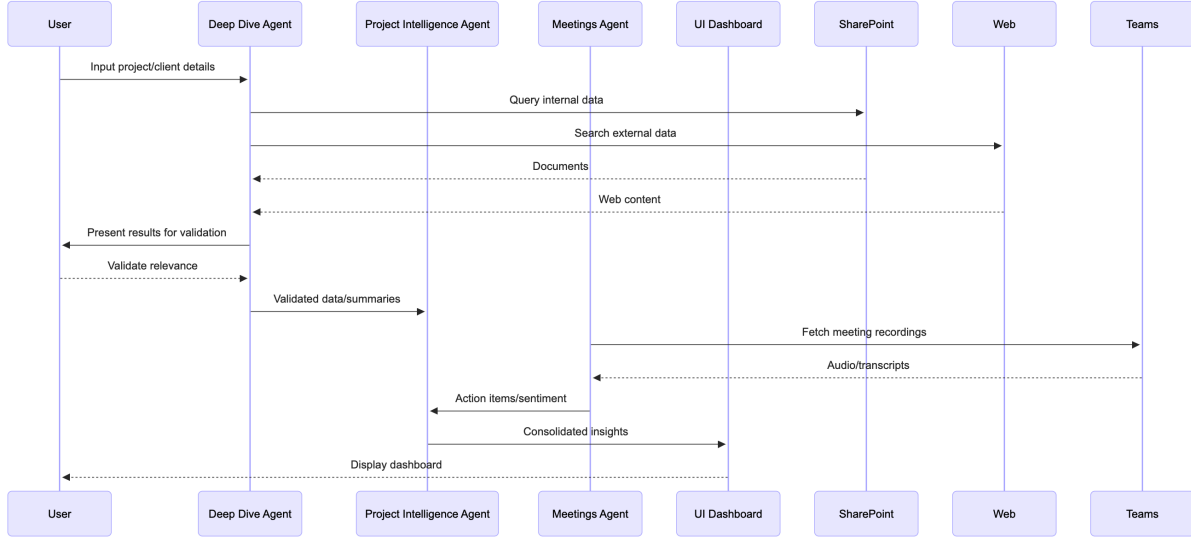 User
Deep Dive Agent
Project Intelligence Agent
Meetings Agent
UI Dashboard
SharePoint
Web
Teams
Input project/client details
Query internal data
Search external data
Documents
Web content
Present results for validation
Validate relevance
Validated data/summaries
Fetch meeting recordings
Audio/transcripts
Action items/sentiment
Consolidated insights
Display dashboard
User
Deep Dive Agent
Project Intelligence Agent
Meetings Agent
UI Dashboard
SharePoint
Web
Teams